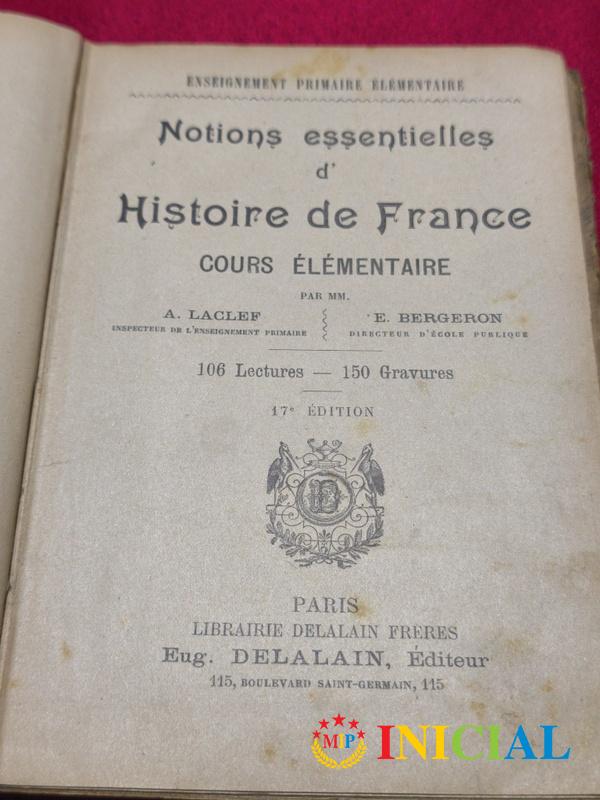 ENSEIGNEMENT PRIMAIRE ÉLÉMENTAIRE
Notions essentielles
d'
Histoire de France
COURS ÉLÉMENTAIRE
PAR MM.
A. LACLEF
INSPECTEUR DE L'ENSEIGNEMENT PRIMAIRE
E. BERGERON
DIRECTEUR D'ÉCOLE PUBLIQUE
106 Lectures — 150 Gravures
17e ÉDITION
D
PARIS
LIBRAIRIE DELALAIN FRÈRES
Eug. DELALAIN, Éditeur
115, BOULEVARD SAINT-GERMAIN, 115
MIP INICIAL